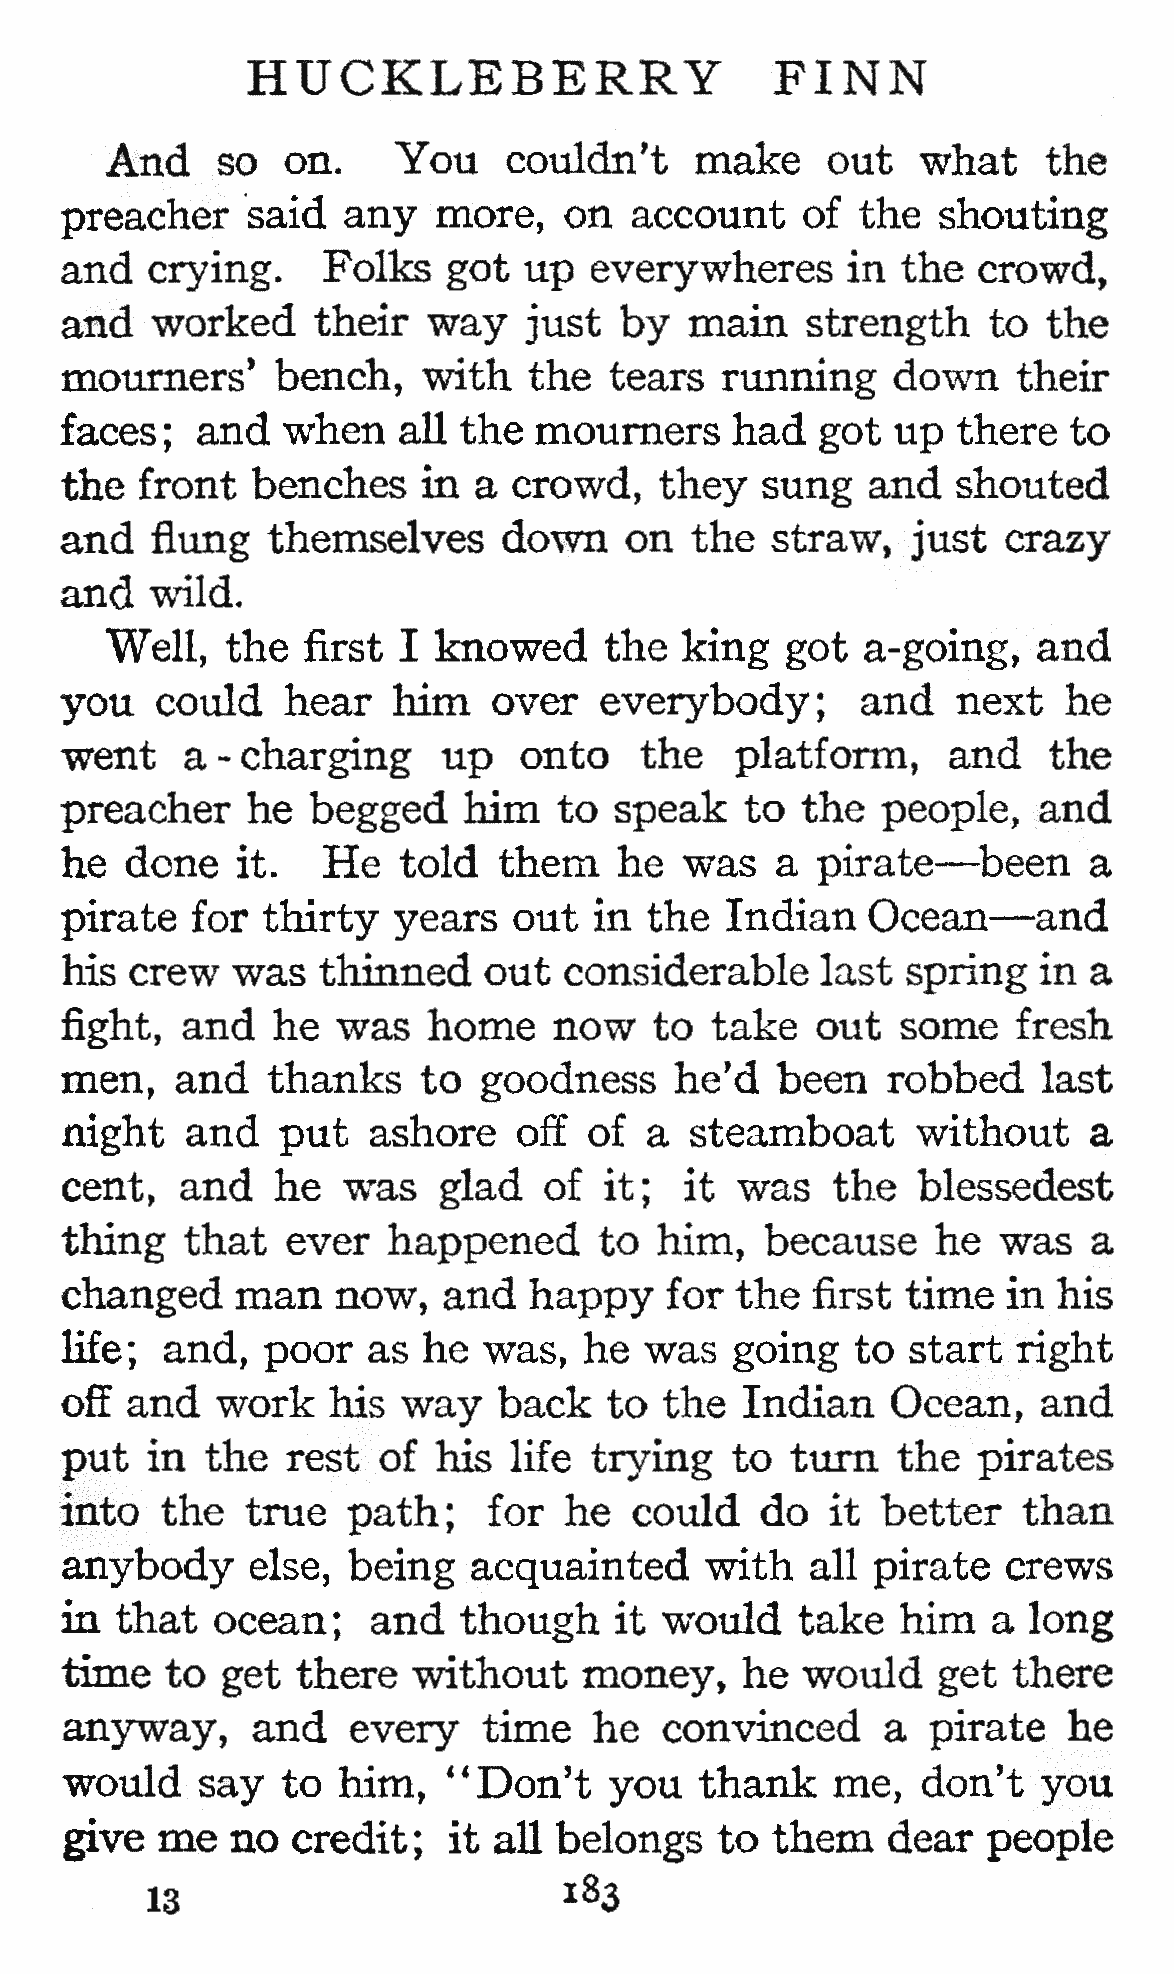 HUCKLEBERRY FINN
And so on. You couldn't make out what the
preacher said any more, on account of the shouting
and crying. Folks got up everywheres in the crowd,
and worked their way just by main strength to the
mourners' bench, with the tears running down their
faces; and when all the mourners had got up there to
the front benches in a crowd, they sung and shouted
and flung themselves down on the straw, just crazy
and wild.
Well, the first I knowed the king got a-going, and
you could hear him over everybody; and next he
went a-charging up onto the platform, and the
preacher he begged him to speak to the people, and
he done it. He told them he was a pirate—been a
pirate for thirty years out in the Indian Ocean—and
his crew was thinned out considerable last spring in a
fight, and he was home now to take out some fresh
men, and thanks to goodness he'd been robbed last
night and put ashore off of a steamboat without a
cent, and he was glad of it; it was the blessedest
thing that ever happened to him, because he was a
changed man now, and happy for the first time in his
life; and, poor as he was, he was going to start right
off and work his way back to the Indian Ocean, and
put in the rest of his life trying to turn the pirates
into the true path; for he could do it better than
anybody else, being acquainted with all pirate crews
in that ocean; and though it would take him a long
time to get there without money, he would get there
anyway, and every time he convinced a pirate he
would say to him, "Don't you thank me, don't you
give me no credit; it all belongs to them dear people
13 183